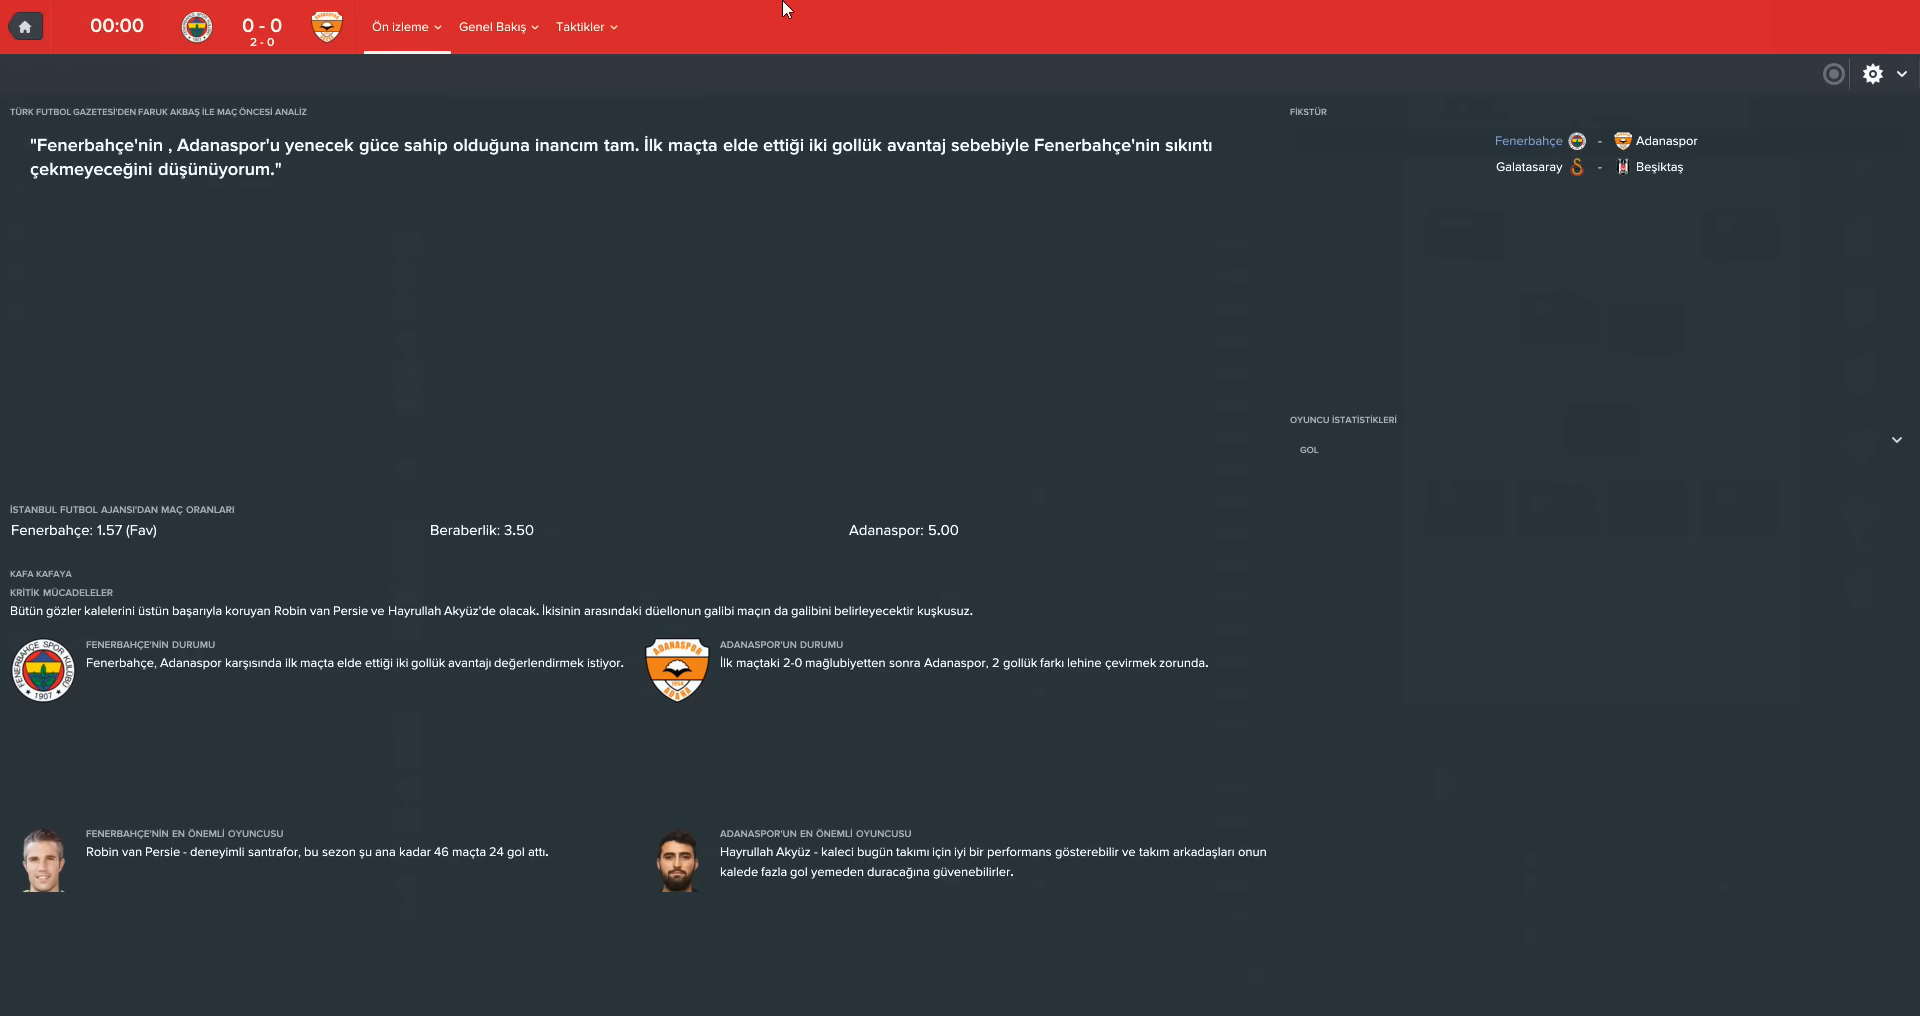 00:00
0 - 0
2 - 0
Ön izleme
Genel Bakış
Taktikler
TÜRK FUTBOL GAZETESİ'DEN FARUK AKBAŞ İLE MAÇ ÖNCESİ ANALİZ
"Fenerbahçe'nin , Adanaspor'u yenecek güce sahip olduğuna inancım tam. İlk maçta elde ettiği iki gollük avantaj sebebiyle Fenerbahçe'nin sıkıntı
çekmeyeceğini düşünüyorum."
FİKSTÜR
Fenerbahçe - Adanaspor
Galatasaray - Beşiktaş
OYUNCU İSTATİSTİKLERİ
GOL
İSTANBUL FUTBOL AJANSI'DAN MAÇ ORANLARI
Fenerbahçe: 1.57 (Fav)
Beraberlik: 3.50
Adanaspor: 5.00
KAFA KAFAYA
KRİTİK MÜCADELELER
Bütün gözler kalelerini üstün başarıyla koruyan Robin van Persie ve Hayrullah Akyüz'de olacak. İkisinin arasındaki düellonun galibi maçın da galibini belirleyecektir kuşkusuz.
FENERBAHÇE SPOR KULÜBÜ
1907
FENERBAHÇE'NİN DURUMU
Fenerbahçe, Adanaspor karşısında ilk maçta elde ettiği iki gollük avantajı değerlendirmek istiyor.
ADANASPOR
1954
ADANA
ADANASPOR'UN DURUMU
İlk maçtaki 2-0 mağlubiyetten sonra Adanaspor, 2 gollük farkı lehine çevirmek zorunda.
FENERBAHÇE'NİN EN ÖNEMLİ OYUNCUSU
Robin van Persie - deneyimli santrafor, bu sezon şu ana kadar 46 maçta 24 gol attı.
ADANASPOR'UN EN ÖNEMLİ OYUNCUSU
Hayrullah Akyüz - kaleci bugün takımı için iyi bir performans gösterebilir ve takım arkadaşları onun
kalede fazla gol yemeden duracağına güvenebilirler.